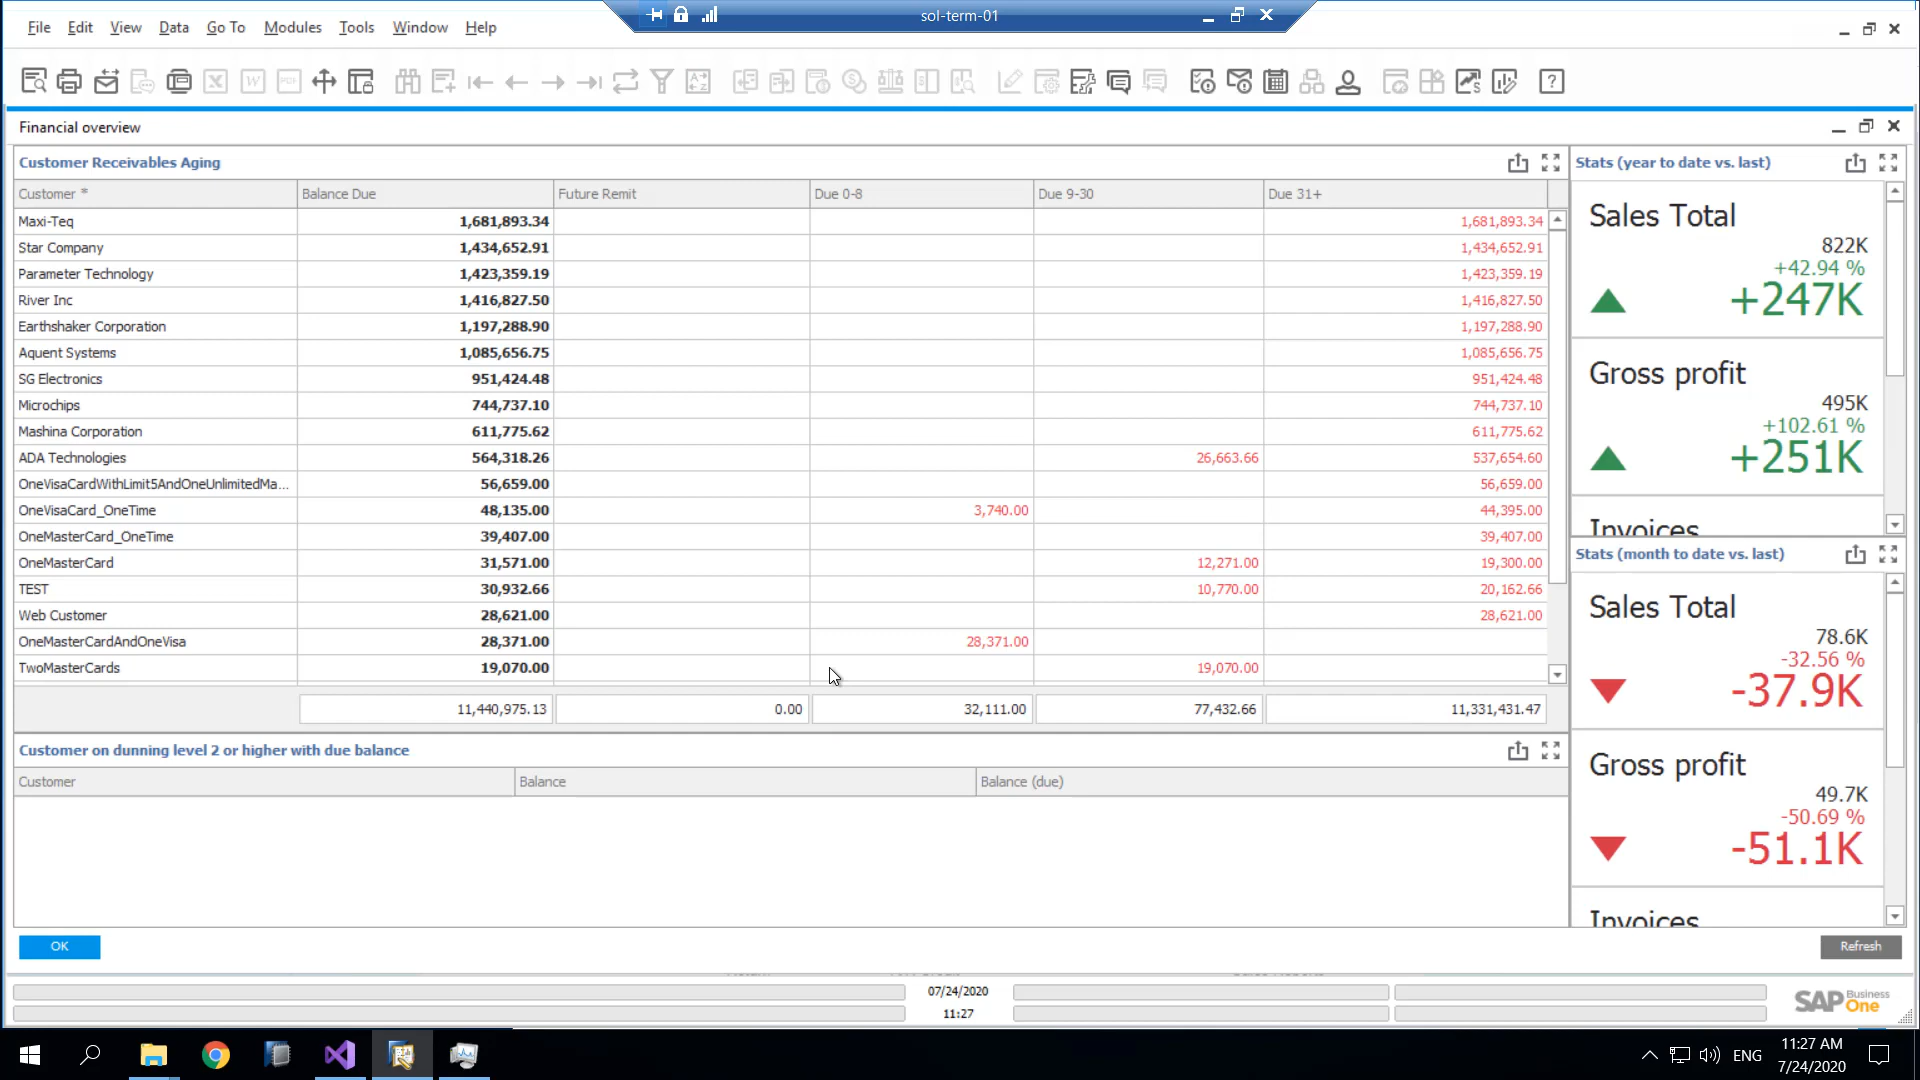 sol-term-01
File Edit View Data Go To Modules Tools Window Help
Financial overview
Customer Receivables Aging
Customer * Balance Due Future Remit Due 0-8 Due 9-30 Due 31+
Maxi-Teq 1,681,893.34 1,681,893.34
Star Company 1,434,652.91 1,434,652.91
Parameter Technology 1,423,359.19 1,423,359.19
River Inc 1,416,827.50 1,416,827.50
Earthshaker Corporation 1,197,288.90 1,197,288.90
Aquent Systems 1,085,656.75 1,085,656.75
SG Electronics 951,424.48 951,424.48
Microchips 744,737.10 744,737.10
Mashina Corporation 611,775.62 611,775.62
ADA Technologies 564,318.26 26,663.66 537,654.60
OneVisaCardWithLimit5AndOneUnlimitedMa... 56,659.00 56,659.00
OneVisaCard_OneTime 48,135.00 3,740.00 44,395.00
OneMasterCard_OneTime 39,407.00 39,407.00
OneMasterCard 31,571.00 12,271.00 19,300.00
TEST 30,932.66 10,770.00 20,162.66
Web Customer 28,621.00 28,621.00
OneMasterCardAndOneVisa 28,371.00 28,371.00
TwoMasterCards 19,070.00 19,070.00
11,440,975.13 0.00 32,111.00 77,432.66 11,331,431.47
Customer on dunning level 2 or higher with due balance
Customer Balance Balance (due)
OK
Stats (year to date vs. last)
Sales Total
822K
+42.94 %
+247K
Gross profit
495K
+102.61 %
+251K
Invoices
Stats (month to date vs. last)
Sales Total
78.6K
-32.56 %
-37.9K
Gross profit
49.7K
-50.69 %
-51.1K
Invoices
Refresh
07/24/2020
11:27
SAP Business One
ENG
11:27 AM
7/24/2020